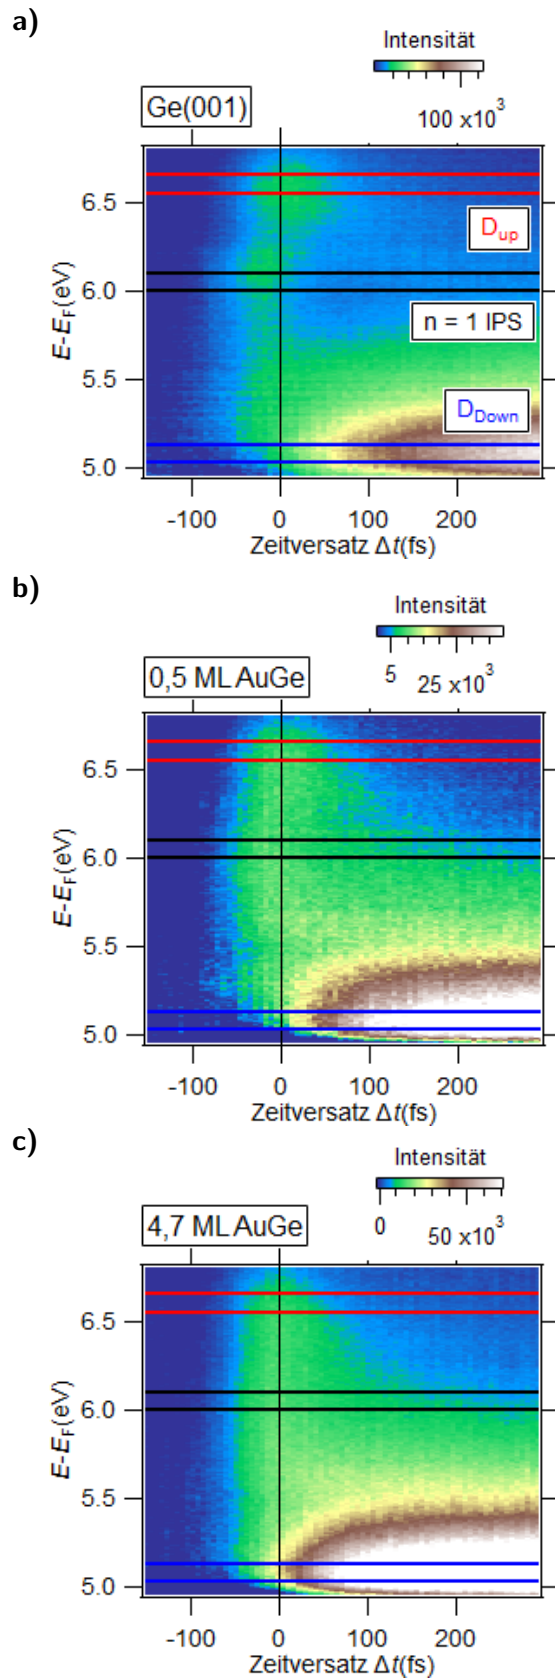 a)
Intensität
100 x10³
Ge(001)
6.5
6.0
5.5
5.0
E-E_F(eV)
D_up
n = 1 IPS
D_Down
-100 0 100 200
Zeitversatz Δt(fs)
b)
Intensität
5 25 x10³
0,5 ML AuGe
6.5
6.0
5.5
5.0
E-E_F(eV)
-100 0 100 200
Zeitversatz Δt(fs)
c)
Intensität
0 50 x10³
4,7 ML AuGe
6.5
6.0
5.5
5.0
E-E_F(eV)
-100 0 100 200
Zeitversatz Δt(fs)